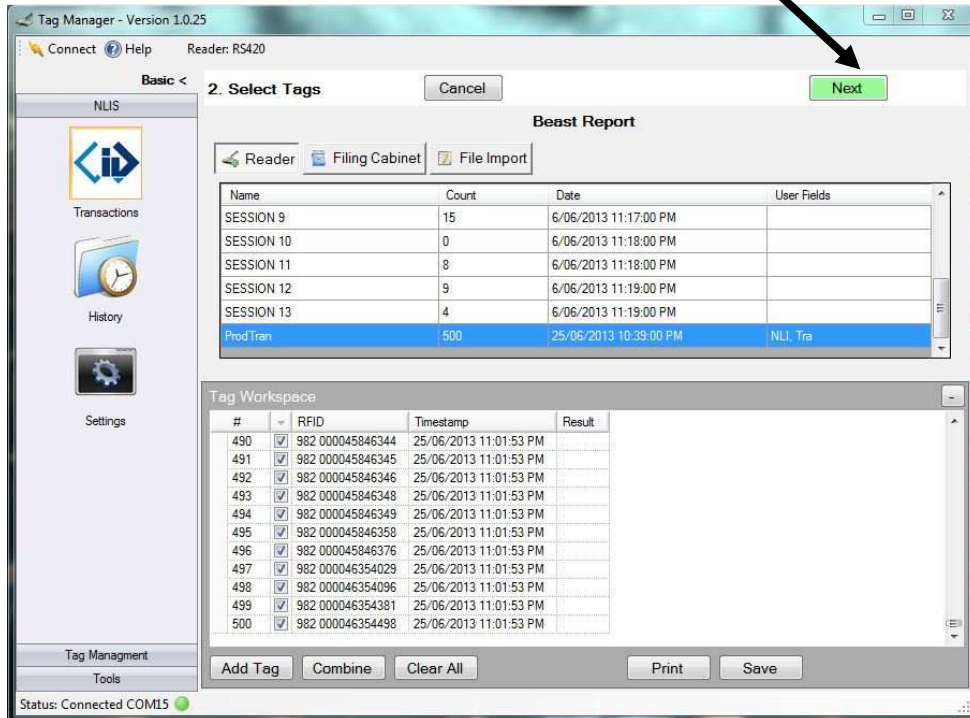 Tag Manager - Version 1.0.25
Connect Help Reader: RS420
Basic <
NLIS
Transactions
History
Settings
Tag Managment
Tools
2. Select Tags Cancel Next
Beast Report
Reader Filing Cabinet File Import
Name Count Date User Fields
SESSION 9 15 6/06/2013 11:17:00 PM
SESSION 10 0 6/06/2013 11:18:00 PM
SESSION 11 8 6/06/2013 11:18:00 PM
SESSION 12 9 6/06/2013 11:19:00 PM
SESSION 13 4 6/06/2013 11:19:00 PM
ProdTran 500 25/06/2013 10:39:00 PM NLI, Tra
Tag Workspace
# RFID Timestamp Result
490 982 000045846344 25/06/2013 11:01:53 PM
491 982 000045846345 25/06/2013 11:01:53 PM
492 982 000045846346 25/06/2013 11:01:53 PM
493 982 000045846348 25/06/2013 11:01:53 PM
494 982 000045846349 25/06/2013 11:01:53 PM
495 982 000045846358 25/06/2013 11:01:53 PM
496 982 000045846376 25/06/2013 11:01:53 PM
497 982 000046354029 25/06/2013 11:01:53 PM
498 982 000046354096 25/06/2013 11:01:53 PM
499 982 000046354381 25/06/2013 11:01:53 PM
500 982 000046354498 25/06/2013 11:01:53 PM
Add Tag Combine Clear All Print Save
Status: Connected COM15